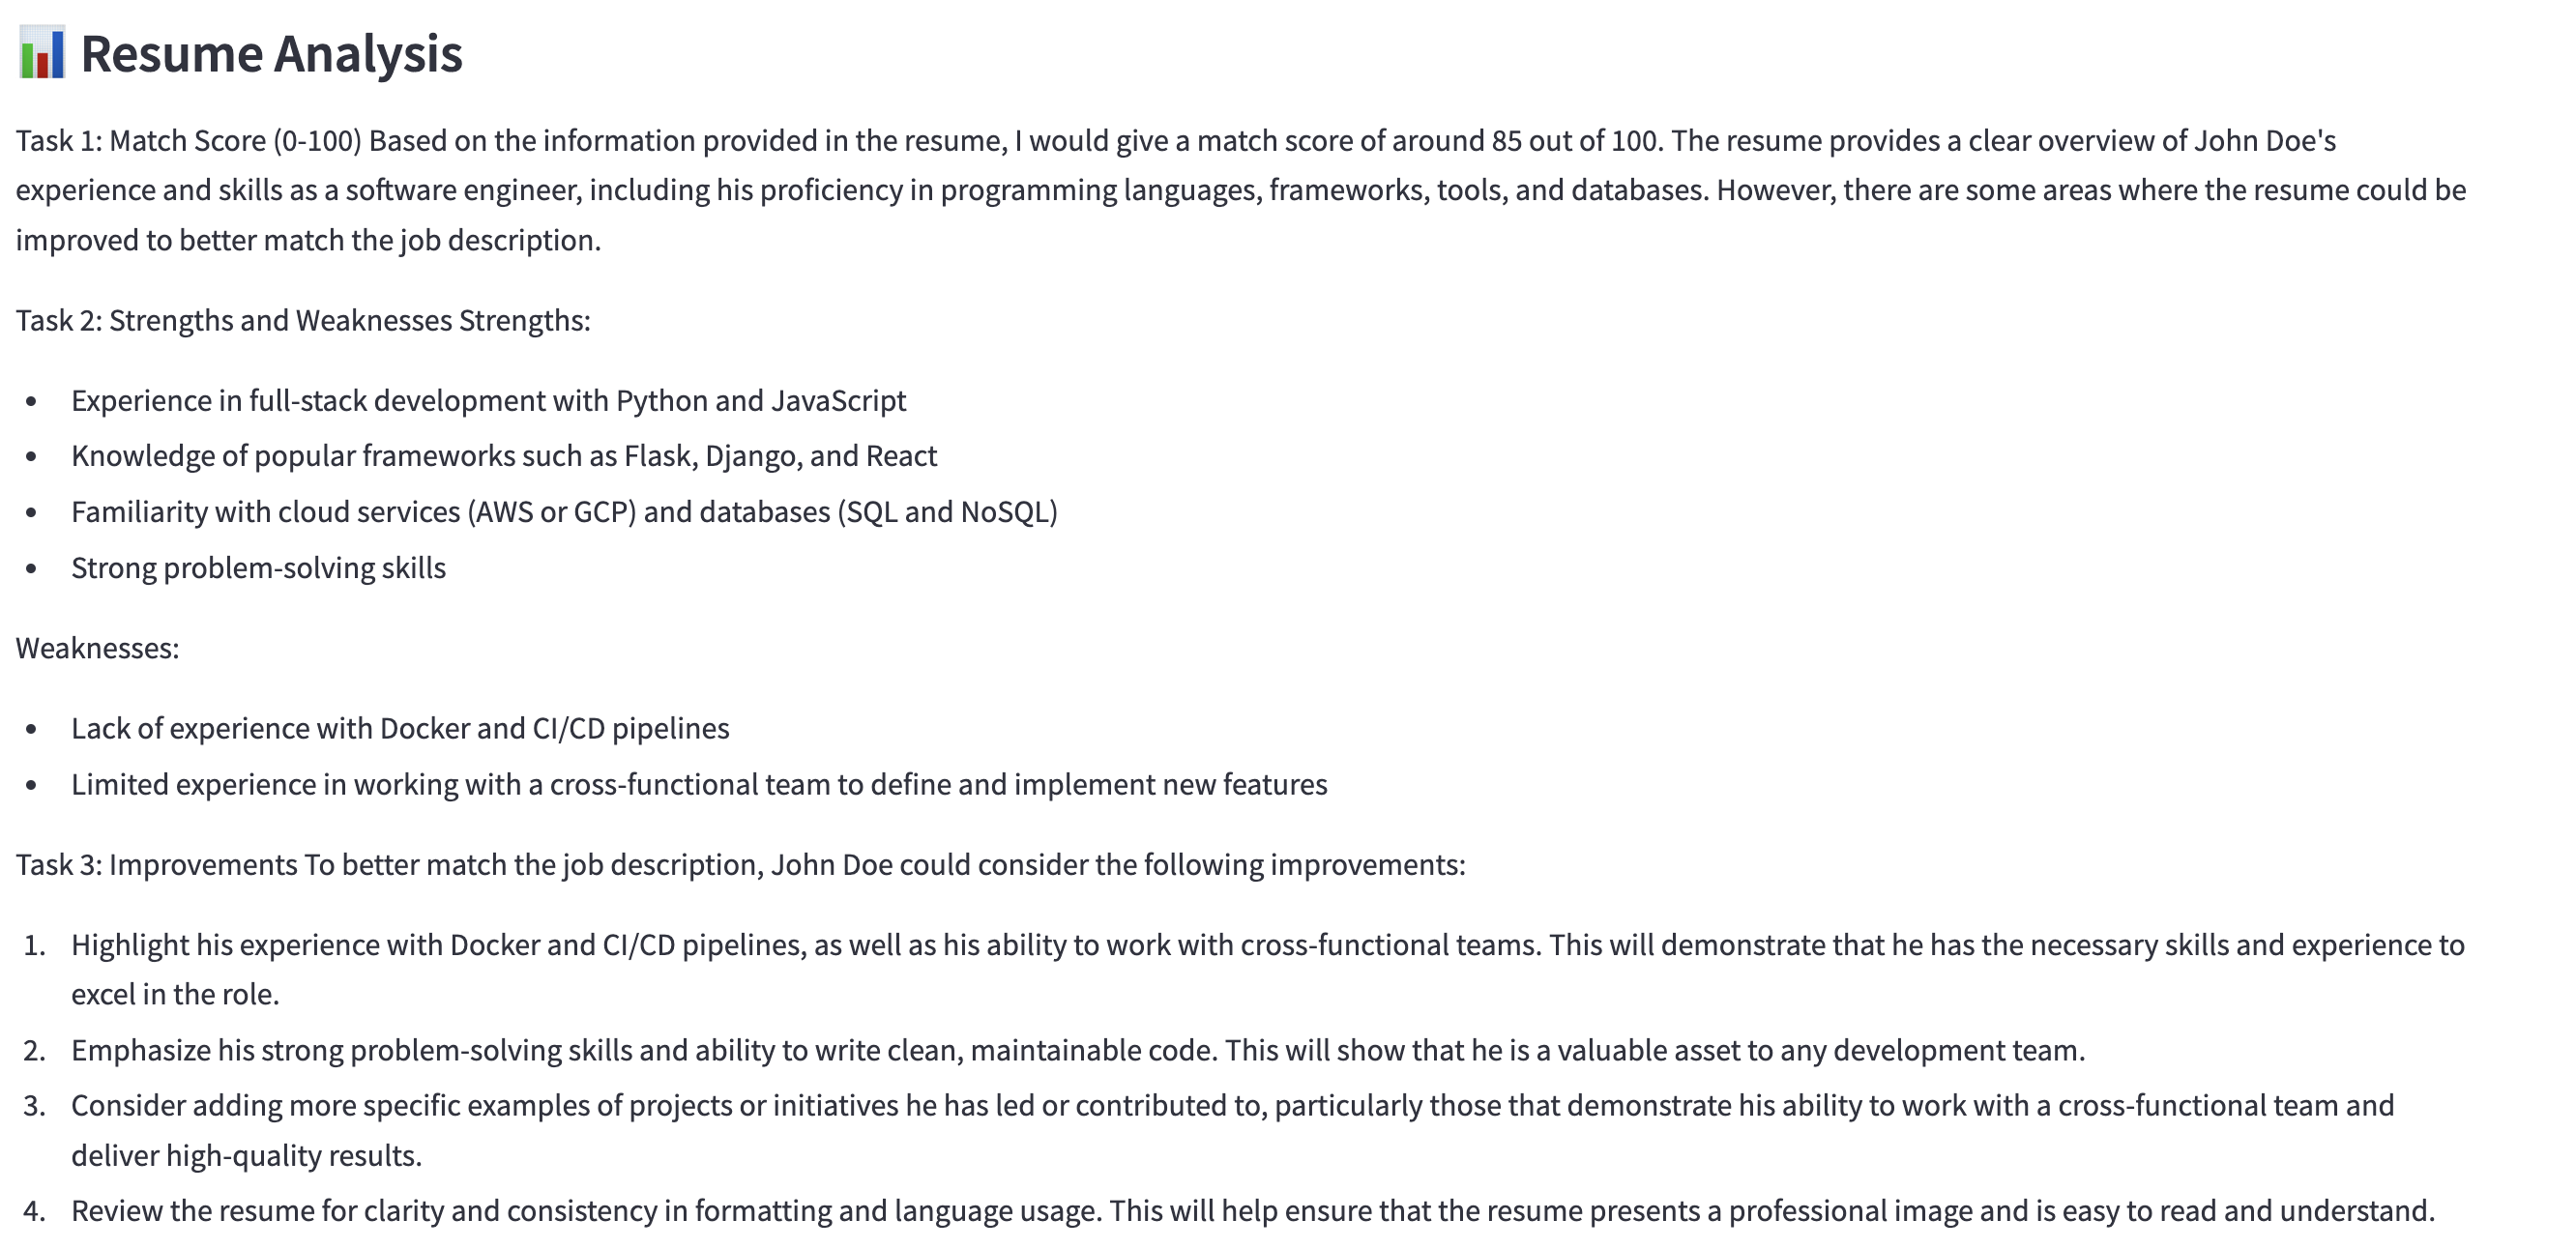 Resume Analysis
Task 1: Match Score (0-100) Based on the information provided in the resume, I would give a match score of around 85 out of 100. The resume provides a clear overview of John Doe's
experience and skills as a software engineer, including his proficiency in programming languages, frameworks, tools, and databases. However, there are some areas where the resume could be
improved to better match the job description.
Task 2: Strengths and Weaknesses Strengths:
• Experience in full-stack development with Python and JavaScript
• Knowledge of popular frameworks such as Flask, Django, and React
• Familiarity with cloud services (AWS or GCP) and databases (SQL and NoSQL)
• Strong problem-solving skills
Weaknesses:
• Lack of experience with Docker and CI/CD pipelines
• Limited experience in working with a cross-functional team to define and implement new features
Task 3: Improvements To better match the job description, John Doe could consider the following improvements:
1. Highlight his experience with Docker and CI/CD pipelines, as well as his ability to work with cross-functional teams. This will demonstrate that he has the necessary skills and experience to
excel in the role.
2. Emphasize his strong problem-solving skills and ability to write clean, maintainable code. This will show that he is a valuable asset to any development team.
3. Consider adding more specific examples of projects or initiatives he has led or contributed to, particularly those that demonstrate his ability to work with a cross-functional team and
deliver high-quality results.
4. Review the resume for clarity and consistency in formatting and language usage. This will help ensure that the resume presents a professional image and is easy to read and understand.